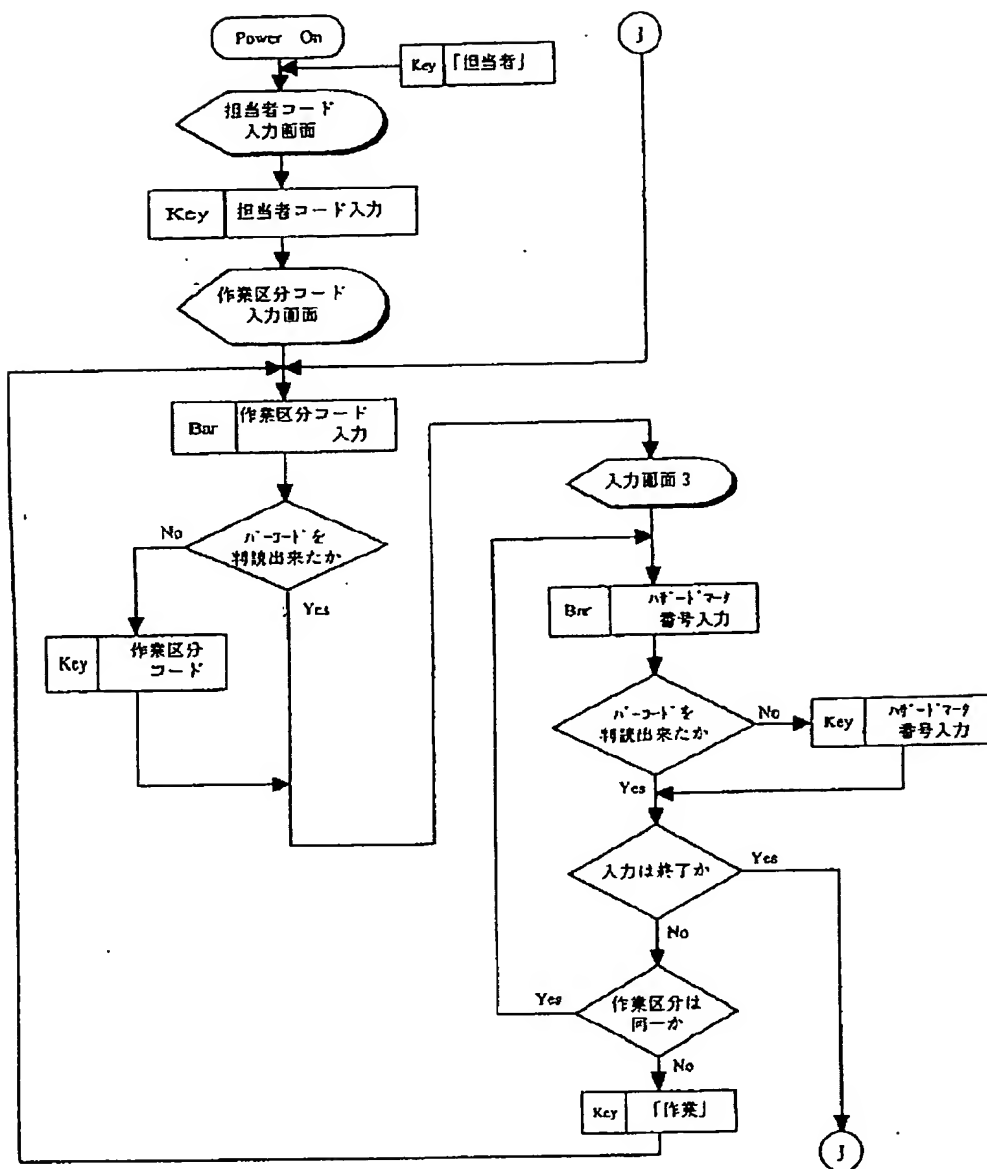 Power On
J
Key 「担当者」
担当者コード
入力画面
Key 担当者コード入力
作業区分コード
入力画面
Bar 作業区分コード
入力
入力画面 3
No
バーコードを
判読出来たか
Yes
Key 作業区分
コード
Bar ハザードマータ
番号入力
バーコードを
判読出来たか
No
Key ハザードマータ
番号入力
Yes
入力は終了か
Yes
No
Yes
作業区分は
同一か
No
Key 「作業」
J